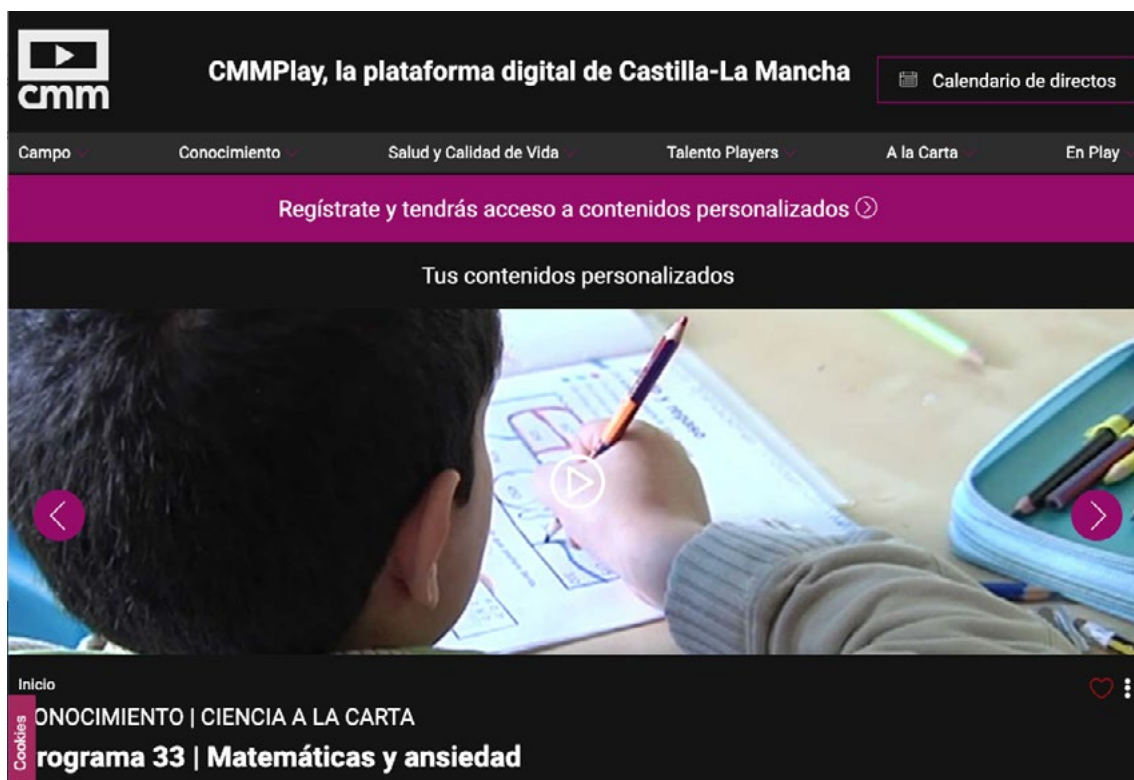 cmm
CMMPlay, la plataforma digital de Castilla-La Mancha
Calendario de directos
Campo
Conocimiento
Salud y Calidad de Vida
Talento Players
A la Carta
En Play
Regístrate y tendrás acceso a contenidos personalizados
Tus contenidos personalizados
y repaso
Inicio
ONOCIMIENTO | CIENCIA A LA CARTA
rograma 33 | Matemáticas y ansiedad
Cookies